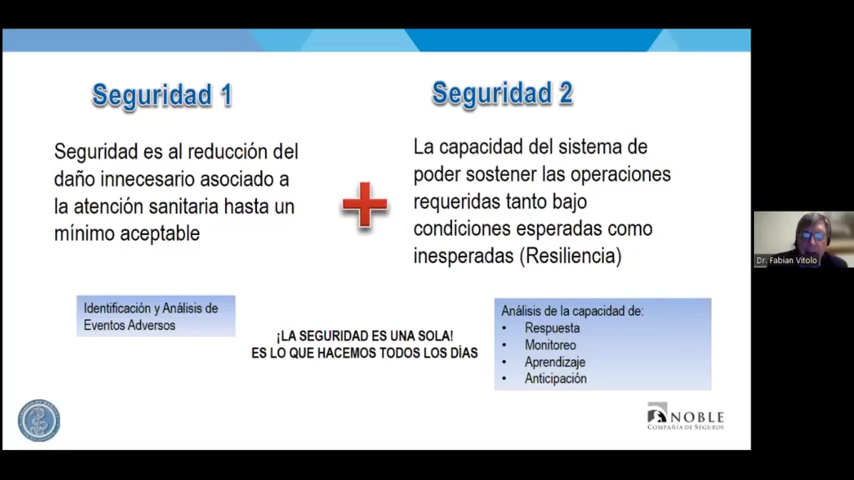 Seguridad 1
Seguridad es al reducción del
daño innecesario asociado a
la atención sanitaria hasta un
mínimo aceptable
Identificación y Análisis de
Eventos Adversos
Seguridad 2
La capacidad del sistema de
poder sostener las operaciones
requeridas tanto bajo
condiciones esperadas como
inesperadas (Resiliencia)
Análisis de la capacidad de:
• Respuesta
• Monitoreo
• Aprendizaje
• Anticipación
¡LA SEGURIDAD ES UNA SOLA!
ES LO QUE HACEMOS TODOS LOS DÍAS
NOBLE
COMPAÑÍA DE SEGUROS
Dr. Fabian Vitolo